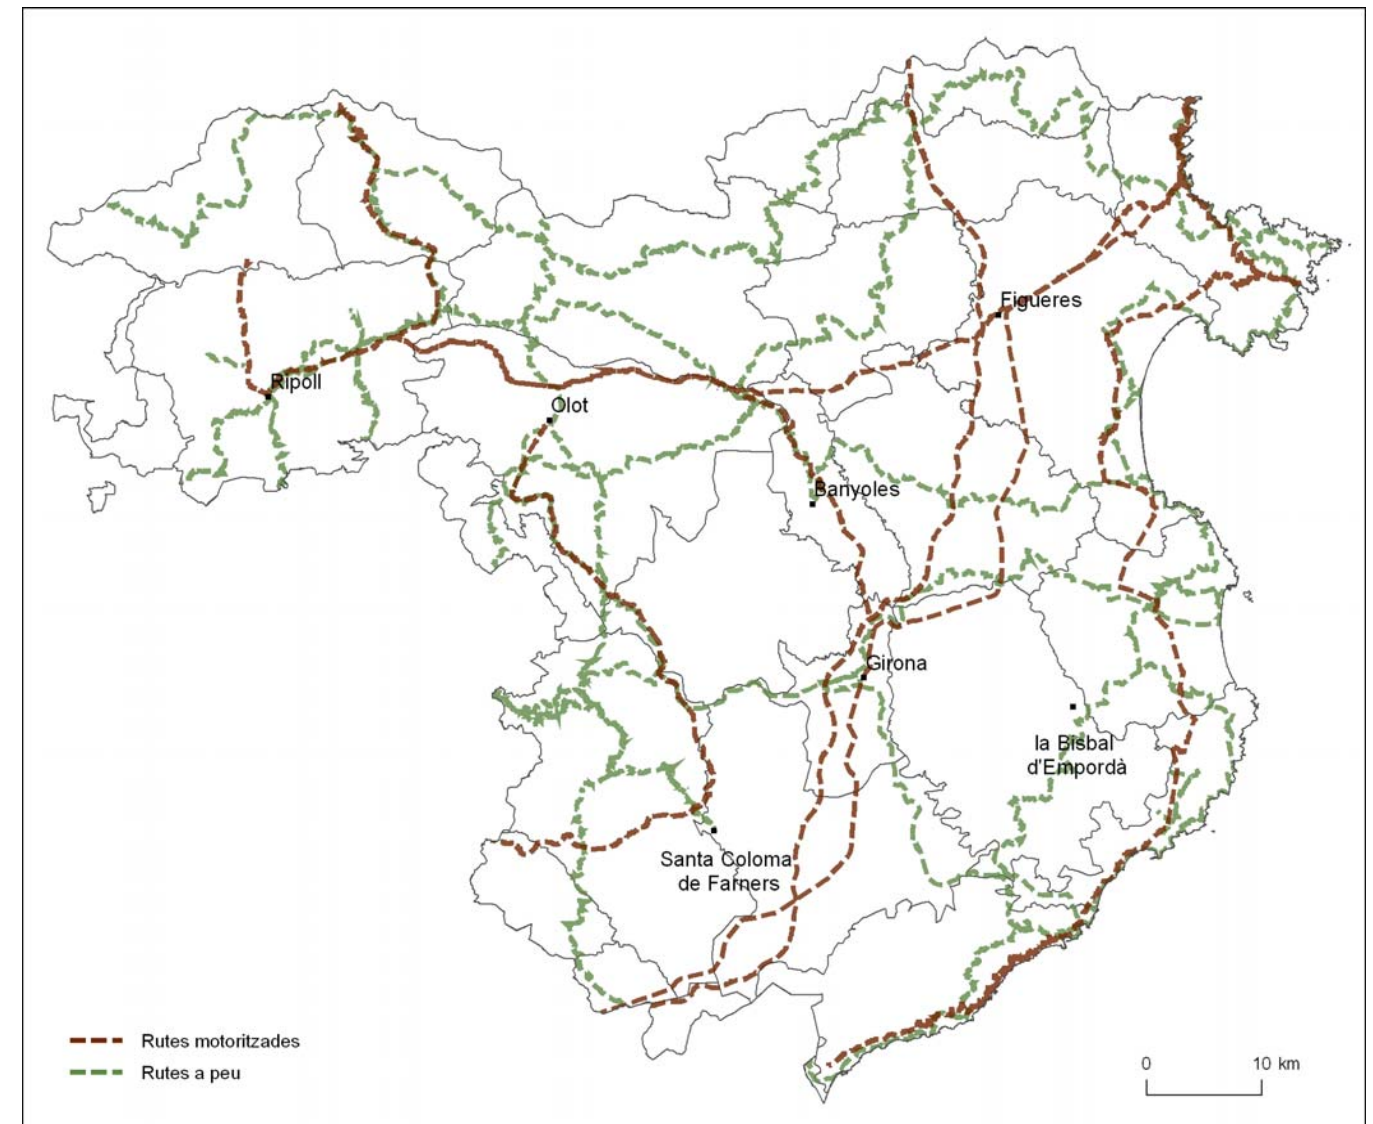 Figueres
Ripoll
Olot
Banyoles
Girona
la Bisbal
d'Empordà
Santa Coloma
de Farners
Rutes motoritzades
Rutes a peu
0 10 km